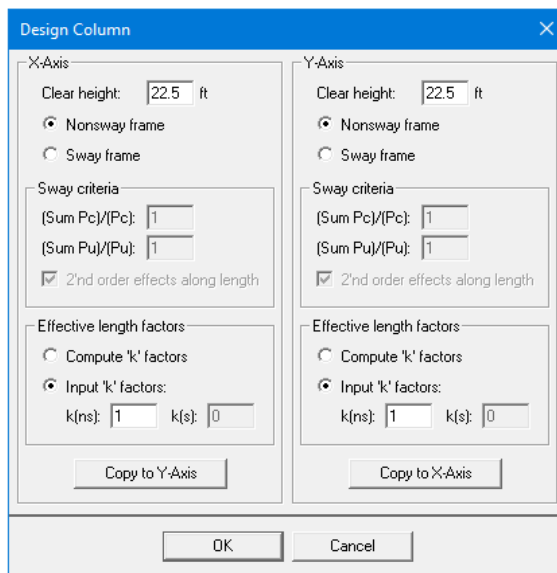 Design Column
X-Axis
Clear height: 22.5 ft
Nonsway frame
Sway frame
Sway criteria
(Sum Pc)/(Pc): 1
(Sum Pu)/(Pu): 1
2'nd order effects along length
Effective length factors
Compute 'k' factors
Input 'k' factors:
k(ns): 1 k(s): 0
Copy to Y-Axis
Y-Axis
Clear height: 22.5 ft
Nonsway frame
Sway frame
Sway criteria
(Sum Pc)/(Pc): 1
(Sum Pu)/(Pu): 1
2'nd order effects along length
Effective length factors
Compute 'k' factors
Input 'k' factors:
k(ns): 1 k(s): 0
Copy to X-Axis
OK Cancel